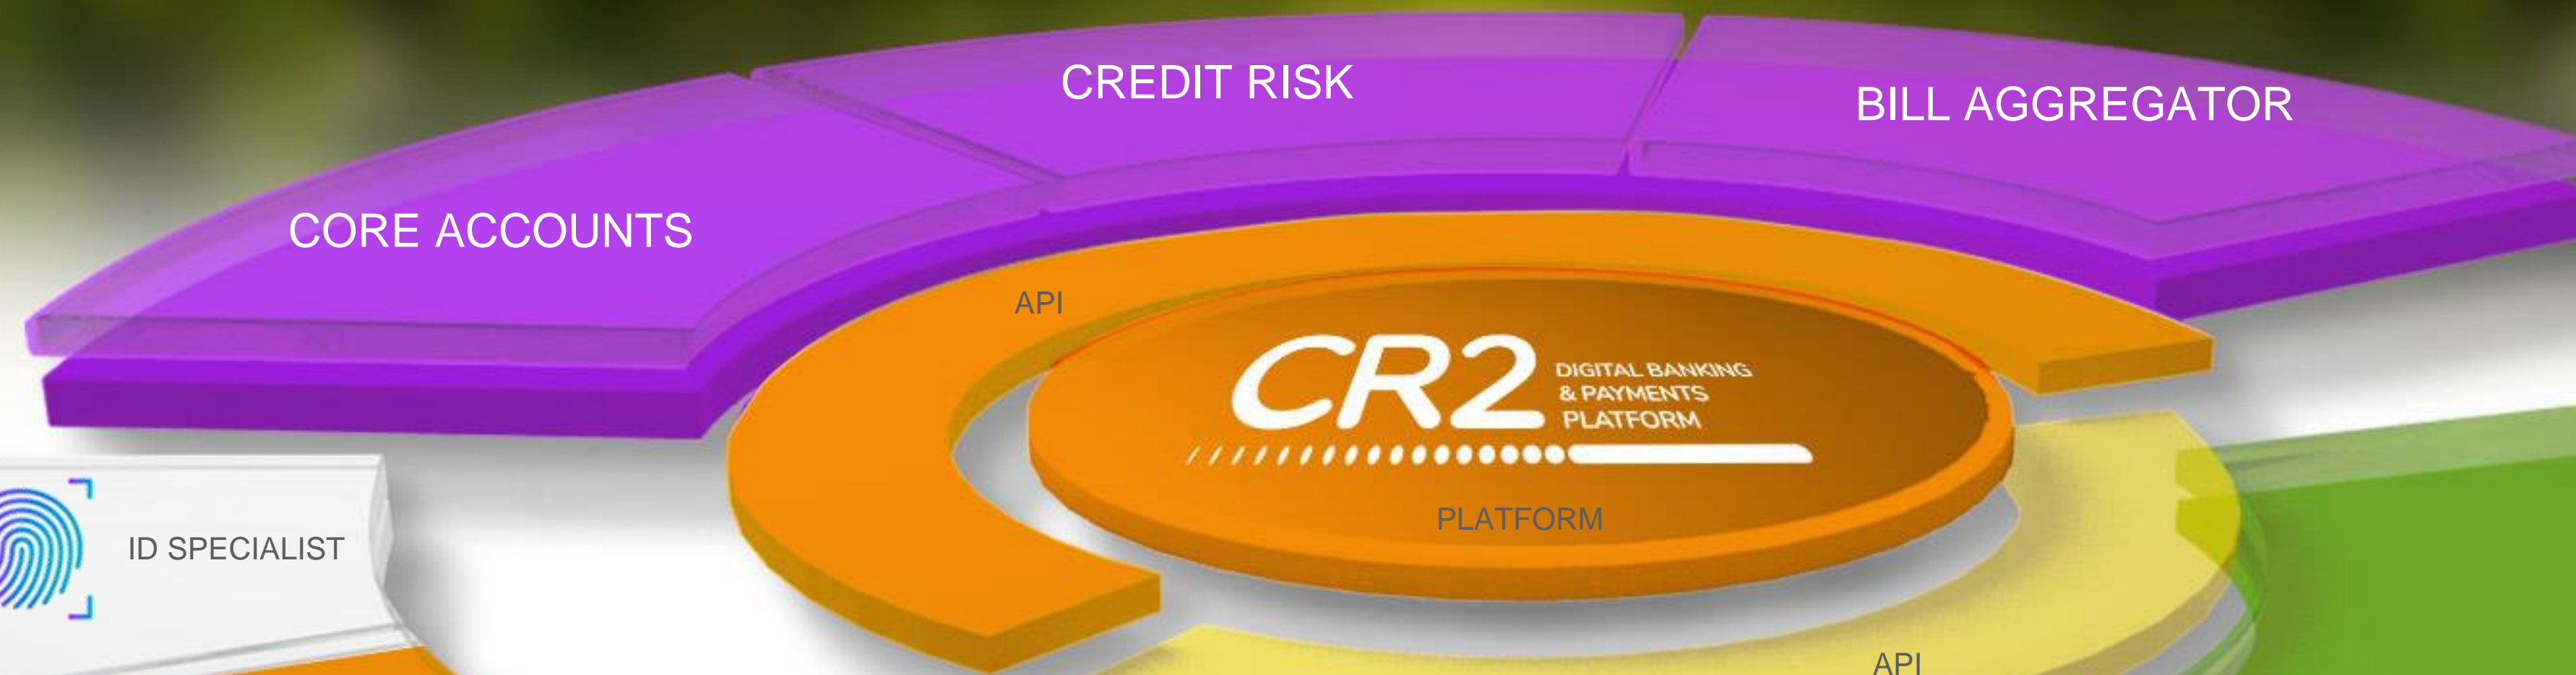 CREDIT RISK
BILL AGGREGATOR
CORE ACCOUNTS
API
CR2
DIGITAL BANKING
& PAYMENTS
PLATFORM
PLATFORM
ID SPECIALIST
API